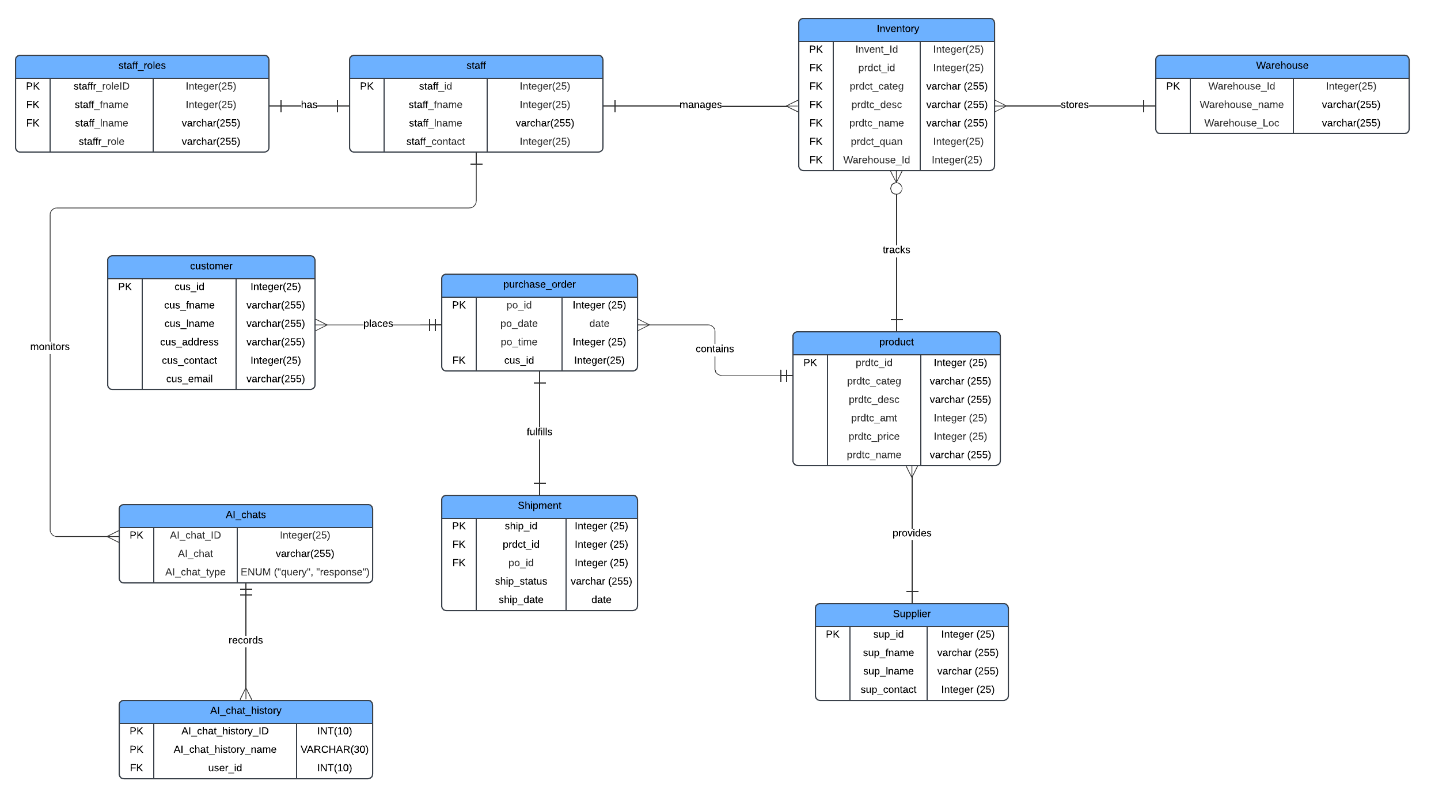 staff_roles
PK staffr_roleID Integer(25)
FK staff_fname Integer(25)
FK staff_lname varchar(255)
staffr_role varchar(255)
has
staff
PK staff_id Integer(25)
staff_fname Integer(25)
staff_lname varchar(255)
staff_contact Integer(25)
manages
Inventory
PK Invent_Id Integer(25)
FK prdct_id Integer(25)
FK prdct_categ varchar (255)
FK prdtc_desc varchar (255)
FK prdtc_name varchar (255)
FK prdct_quan Integer(25)
FK Warehouse_Id Integer(25)
stores
Warehouse
PK Warehouse_Id Integer(25)
Warehouse_name varchar(255)
Warehouse_Loc varchar(255)
tracks
monitors
customer
PK cus_id Integer(25)
cus_fname varchar(255)
cus_lname varchar(255)
cus_address varchar(255)
cus_contact Integer(25)
cus_email varchar(255)
places
purchase_order
PK po_id Integer (25)
po_date date
po_time Integer (25)
FK cus_id Integer(25)
contains
product
PK prdtc_id Integer (25)
prdtc_categ varchar (255)
prdtc_desc varchar (255)
prdtc_amt Integer (25)
prdtc_price Integer (25)
prdtc_name varchar (255)
fulfills
provides
AI_chats
PK AI_chat_ID Integer(25)
AI_chat varchar(255)
AI_chat_type ENUM ("query", "response")
Shipment
PK ship_id Integer (25)
FK prdct_id Integer (25)
FK po_id Integer (25)
ship_status varchar (255)
ship_date date
Supplier
PK sup_id Integer (25)
sup_fname varchar (255)
sup_lname varchar (255)
sup_contact Integer (25)
records
AI_chat_history
PK AI_chat_history_ID INT(10)
PK AI_chat_history_name VARCHAR(30)
FK user_id INT(10)